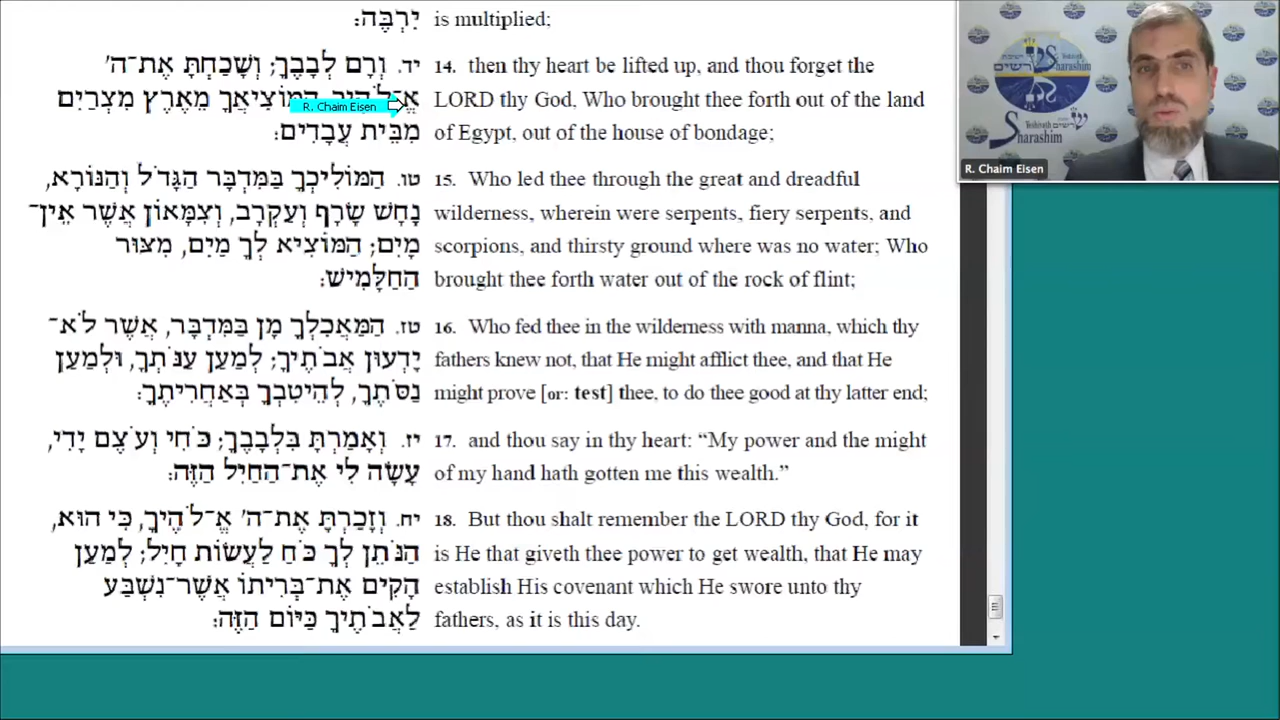 יִרְבֶּה:
is multiplied;
יד. וְרָם לְבָבֶךָ; וְשָׁכַחְתָּ אֶת־ה'
14. then thy heart be lifted up, and thou forget the
הַמּוֹצִיאֲךָ מֵאֶרֶץ מִצְרַיִם
R. Chaim Eisen
LORD thy God, Who brought thee forth out of the land
מִבֵּית עֲבָדִים:
of Egypt, out of the house of bondage;
טו. הַמּוֹלִיכְךָ בַּמִּדְבָּר הַגָּדֹל וְהַנּוֹרָא,
15. Who led thee through the great and dreadful
נָחָשׁ שָׂרָף וְעַקְרָב, וְצִמָּאוֹן אֲשֶׁר אֵין־
wilderness, wherein were serpents, fiery serpents, and
מָיִם; הַמּוֹצִיא לְךָ מַיִם, מִצּוּר
scorpions, and thirsty ground where was no water; Who
הַחַלָּמִישׁ:
brought thee forth water out of the rock of flint;
טז. הַמַּאֲכִלְךָ מָן בַּמִּדְבָּר, אֲשֶׁר לֹא־
16. Who fed thee in the wilderness with manna, which thy
יָדְעוּן אֲבֹתֶיךָ; לְמַעַן עַנֹּתְךָ, וּלְמַעַן
fathers knew not, that He might afflict thee, and that He
נַסֹּתֶךָ, לְהֵיטִבְךָ בְּאַחֲרִיתֶךָ:
might prove [or: test] thee, to do thee good at thy latter end;
יז. וְאָמַרְתָּ בִּלְבָבֶךָ; כֹּחִי וְעֹצֶם יָדִי,
17. and thou say in thy heart: “My power and the might
עָשָׂה לִי אֶת־הַחַיִל הַזֶּה:
of my hand hath gotten me this wealth.”
יח. וְזָכַרְתָּ אֶת־ה' אֱ־לֹהֶיךָ, כִּי הוּא,
18. But thou shalt remember the LORD thy God, for it
הַנֹּתֵן לְךָ כֹּחַ לַעֲשׂוֹת חָיִל; לְמַעַן
is He that giveth thee power to get wealth, that He may
הָקִים אֶת־בְּרִיתוֹ אֲשֶׁר־נִשְׁבַּע
establish His covenant which He swore unto thy
לַאֲבֹתֶיךָ כַּיּוֹם הַזֶּה:
fathers, as it is this day.
Yeshivath
Sharashim
R. Chaim Eisen